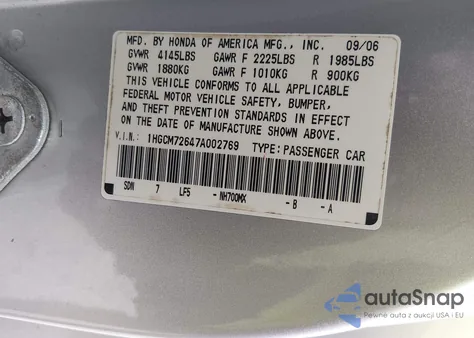 MFD. BY HONDA OF AMERICA MFG., INC. 09/06
GVWR 4145LBS GAWR F 2225LBS R 1985LBS
GVWR 1880KG GAWR F 1010KG R 900KG
THIS VEHICLE CONFORMS TO ALL APPLICABLE
FEDERAL MOTOR VEHICLE SAFETY, BUMPER,
AND THEFT PREVENTION STANDARDS IN EFFECT
ON THE DATE OF MANUFACTURE SHOWN ABOVE.
V.I.N.: 1HGCM72647A002769 TYPE: PASSENGER CAR
SDN 7 LF5 -NH700MX -B -A
autoSnap
Pewne auta z aukcji USA i EU